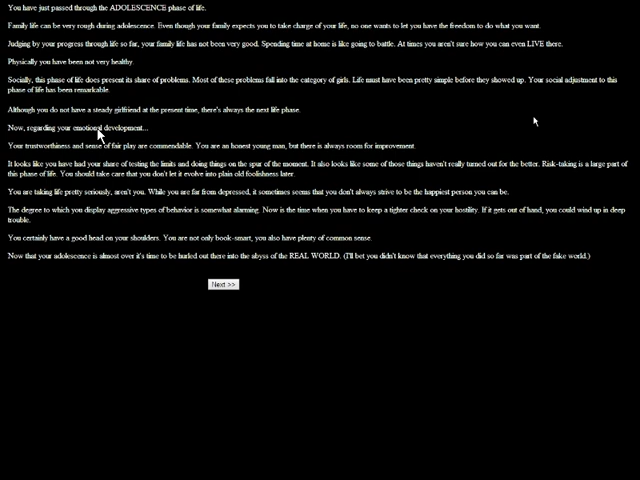 You have just passed through the ADOLESCENCE phase of life.
Family life can be very rough during adolescence. Even though your family expects you to take charge of your life, no one wants to let you have the freedom to do what you want.
Judging by your progress through life so far, your family life has not been very good. Spending time at home is like going to battle. At times you aren't sure how you can even LIVE there.
Physically you have been not very healthy.
Socially, this phase of life does present its share of problems. Most of these problems fall into the category of girls. Life must have been pretty simple before they showed up. Your social adjustment to this
phase of life has been remarkable.
Although you do not have a steady girlfriend at the present time, there's always the next life phase.
Now, regarding your emotional development...
Your trustworthiness and sense of fair play are commendable. You are an honest young man, but there is always room for improvement.
It looks like you have had your share of testing the limits and doing things on the spur of the moment. It also looks like some of those things haven't really turned out for the better. Risk-taking is a large part of
this phase of life. You should take care that you don't let it evolve into plain old foolishness later.
You are taking life pretty seriously, aren't you. While you are far from depressed, it sometimes seems that you don't always strive to be the happiest person you can be.
The degree to which you display aggressive types of behavior is somewhat alarming. Now is the time when you have to keep a tighter check on your hostility. If it gets out of hand, you could wind up in deep
trouble.
You certainly have a good head on your shoulders. You are not only book-smart, you also have plenty of common sense.
Now that your adolescence is almost over it's time to be hurled out there into the abyss of the REAL WORLD. (I'll bet you didn't know that everything you did so far was part of the fake world.)
Next >>